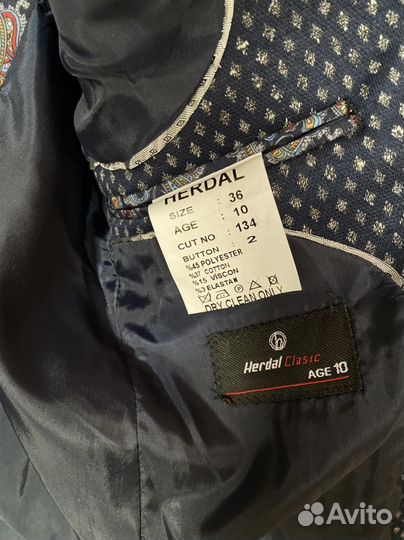 HERDAL
SIZE : 36
AGE : 10
CUT NO : 134
BUTTON : 2
%45 POLYESTER
%37 COTTON
%15 VISCON
%3 ELASTAN
DRY CLEAN ONLY
Herdal Clasic
AGE 10
Avito